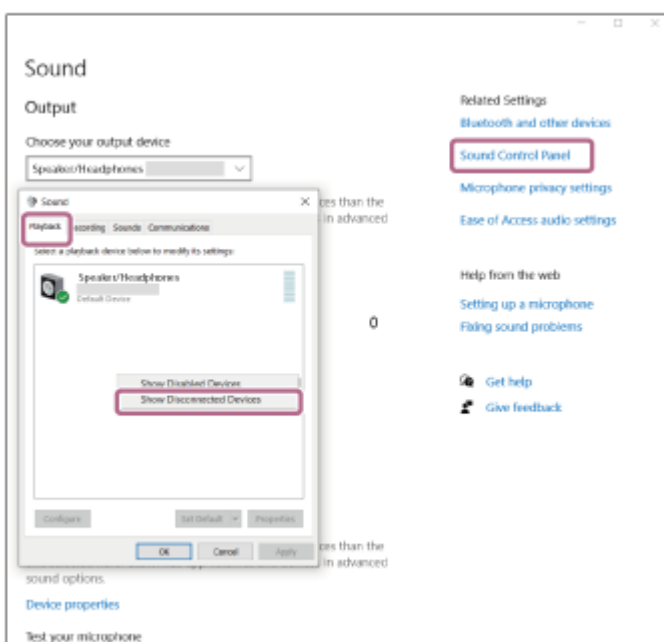 Sound
Output
Choose your output device
Speaker/Headphones
Sound
Playback Recording Sounds Communications
Select a playback device below to modify its settings:
Speaker/Headphones
Default Device
Show Disabled Devices
Show Disconnected Devices
Configure Set Default Properties
OK Cancel Apply
ces than the
in advanced
0
ces than the
in advanced
sound options.
Device properties
Test your microphone
Related Settings
Bluetooth and other devices
Sound Control Panel
Microphone privacy settings
Ease of Access audio settings
Help from the web
Setting up a microphone
Fixing sound problems
Get help
Give feedback